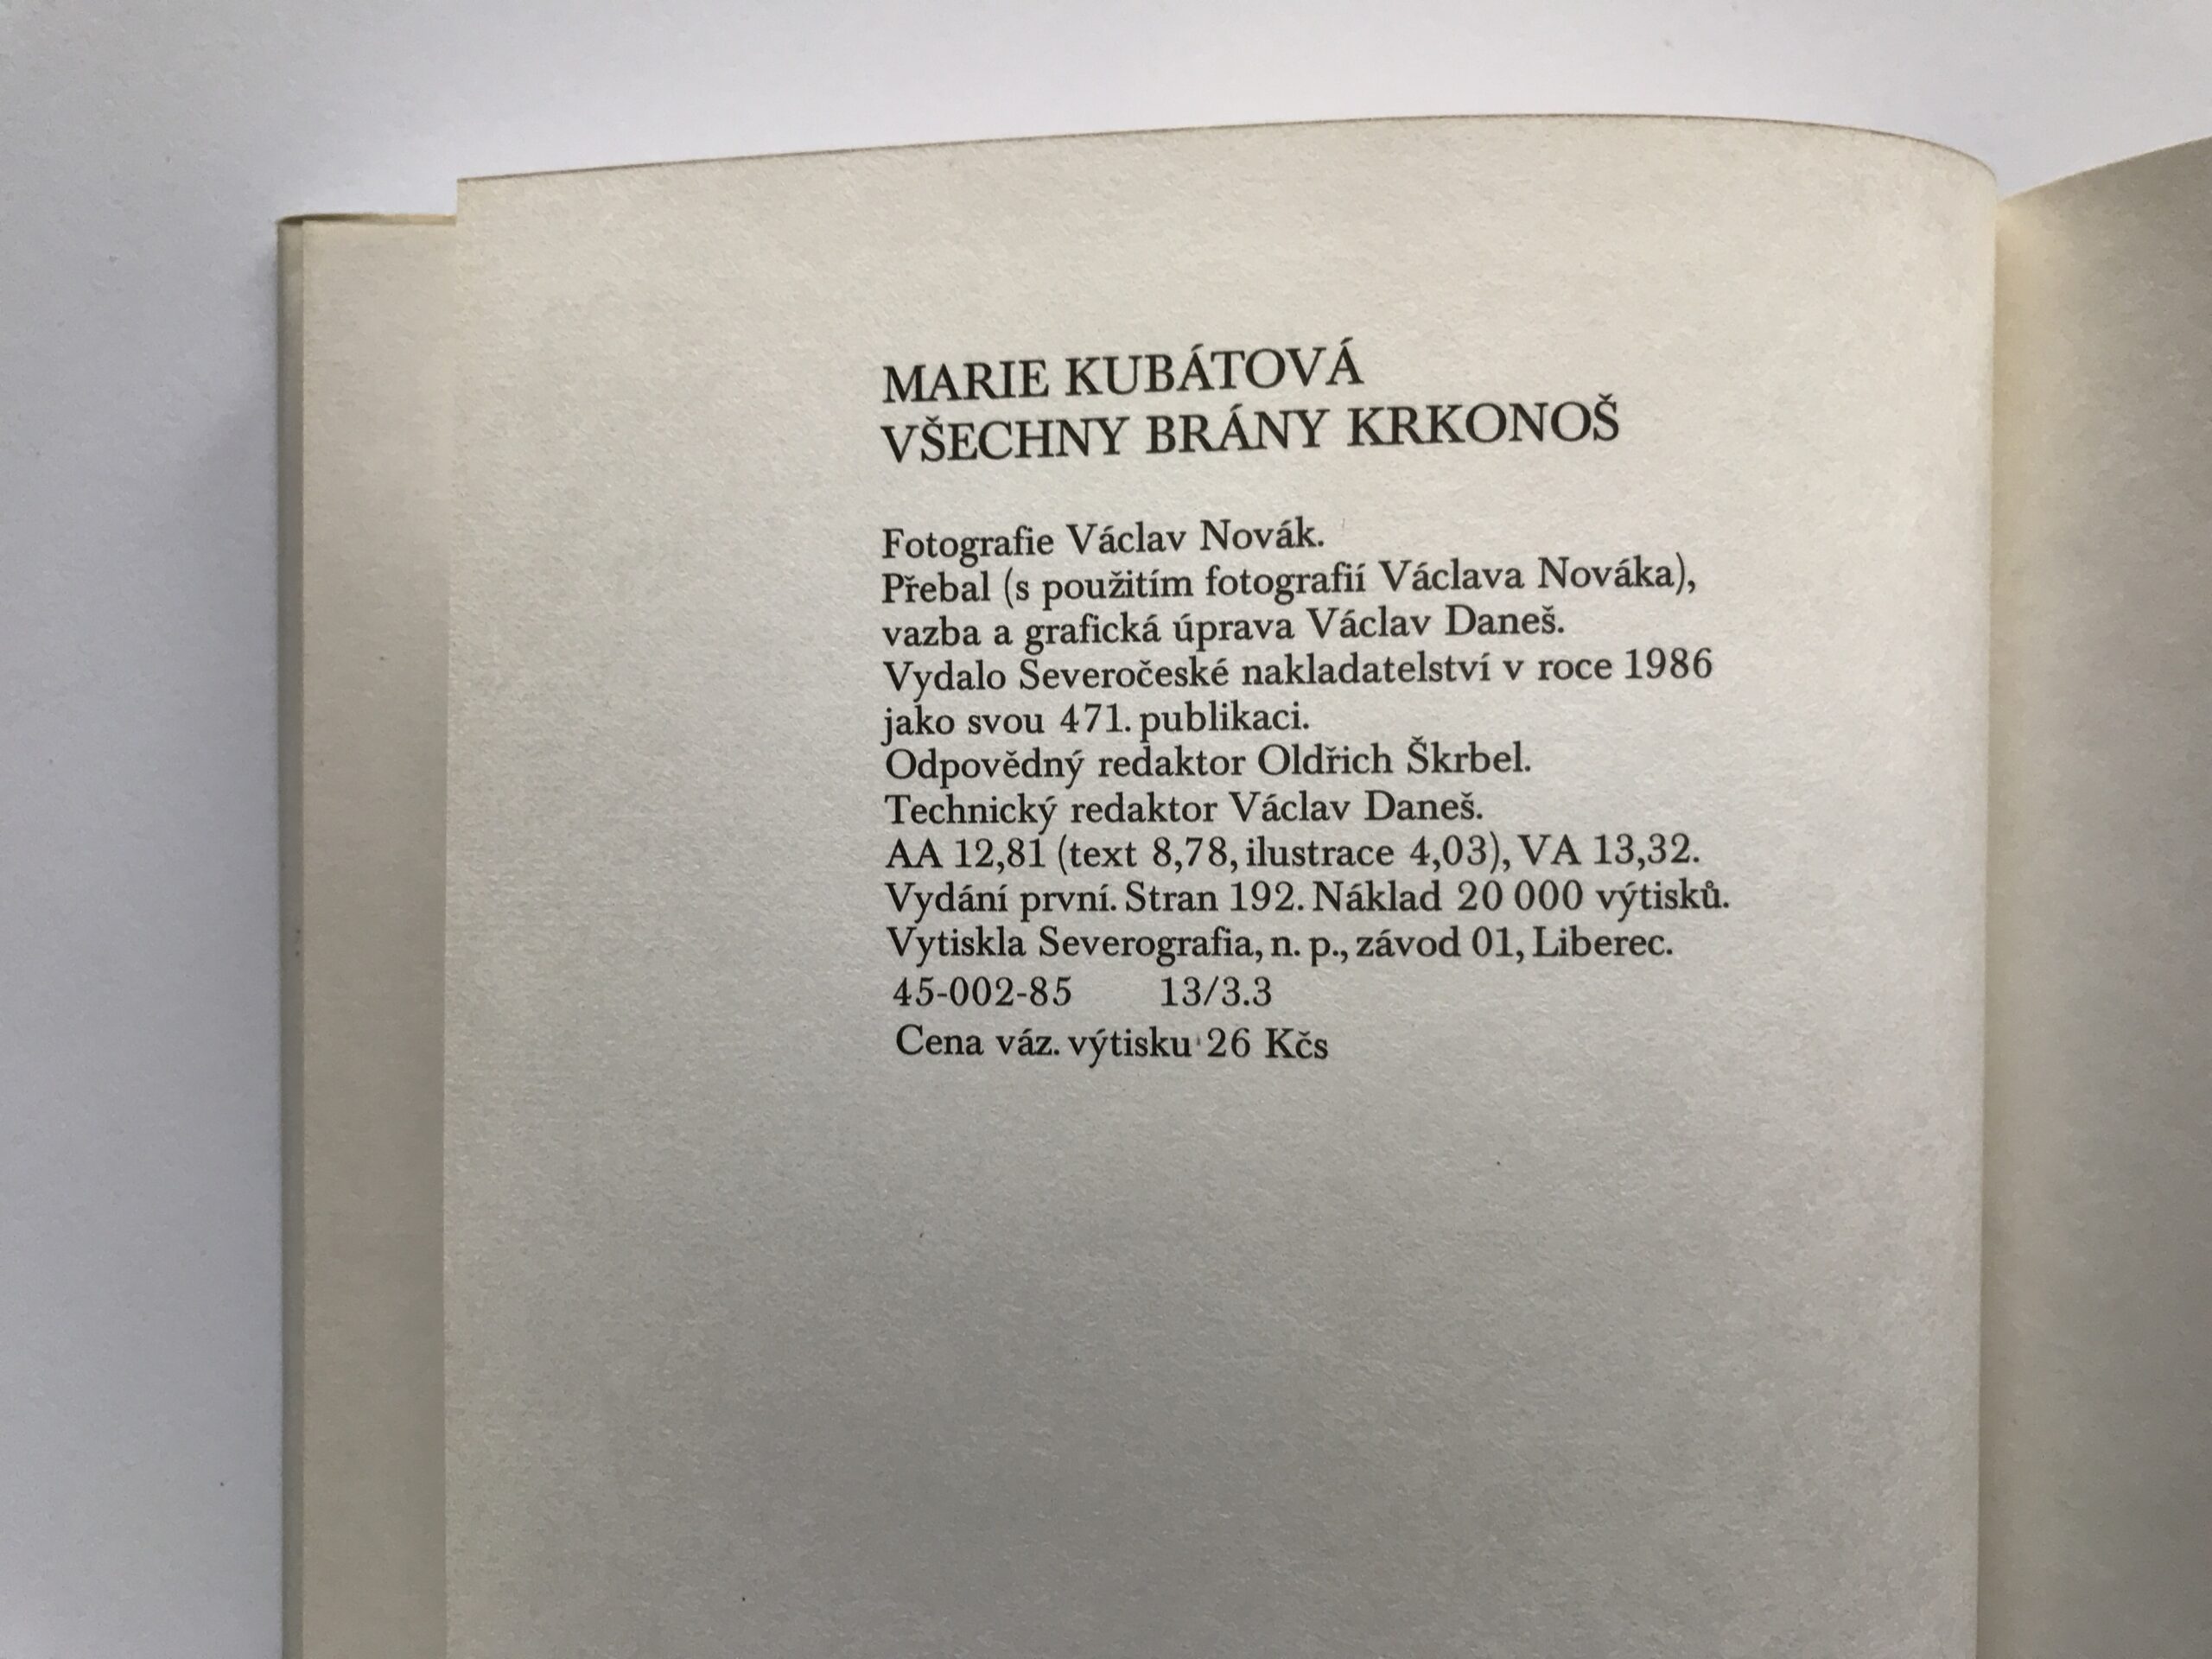 MARIE KUBÁTOVÁ
VŠECHNY BRÁNY KRKONOŠ
Fotografie Václav Novák.
Přebal (s použitím fotografií Václava Nováka),
vazba a grafická úprava Václav Daneš.
Vydalo Severočeské nakladatelství v roce 1986
jako svou 471. publikaci.
Odpovědný redaktor Oldřich Škrbel.
Technický redaktor Václav Daneš.
AA 12,81 (text 8,78, ilustrace 4,03), VA 13,32.
Vydání první. Stran 192. Náklad 20 000 výtisků.
Vytiskla Severografia, n. p., závod 01, Liberec.
45-002-85 13/3.3
Cena váz. výtisku 26 Kčs